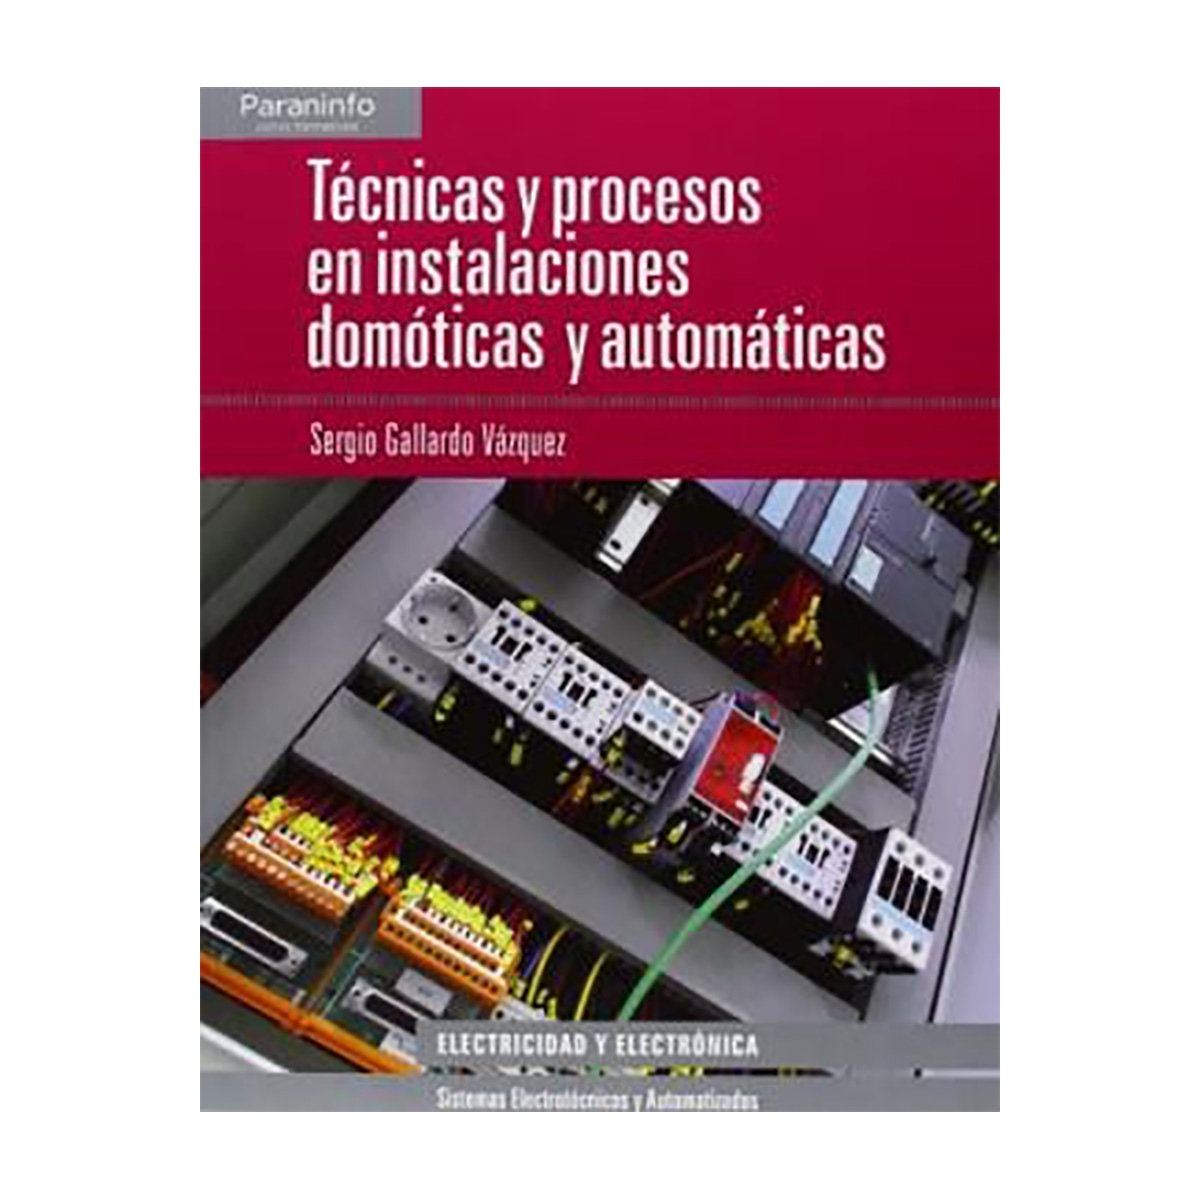 Paraninfo
Técnicas y procesos
en instalaciones
domóticas y automáticas
Sergio Gallardo Vázquez
ELECTRICIDAD Y ELECTRÓNICA
Sistemas Electrotécnicos y Automatizados